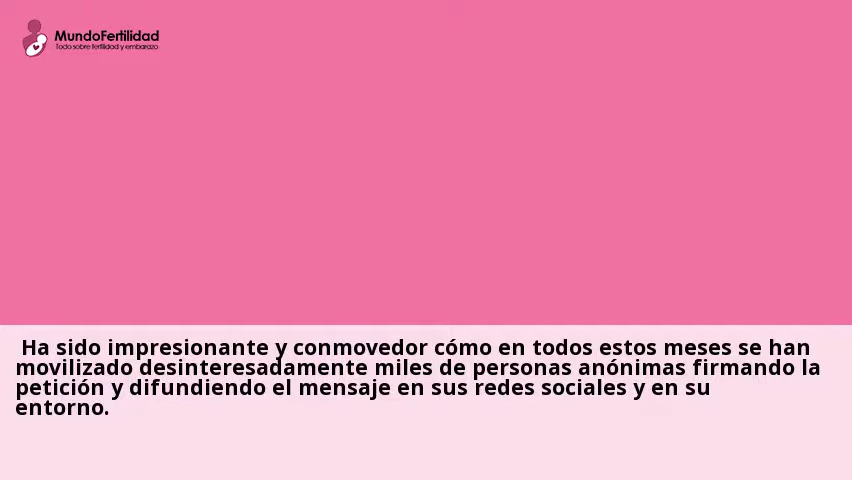 MundoFertilidad
Todo sobre fertilidad y embarazo
Ha sido impresionante y conmovedor cómo en todos estos meses se han
movilizado desinteresadamente miles de personas anónimas firmando la
petición y difundiendo el mensaje en sus redes sociales y en su
entorno.